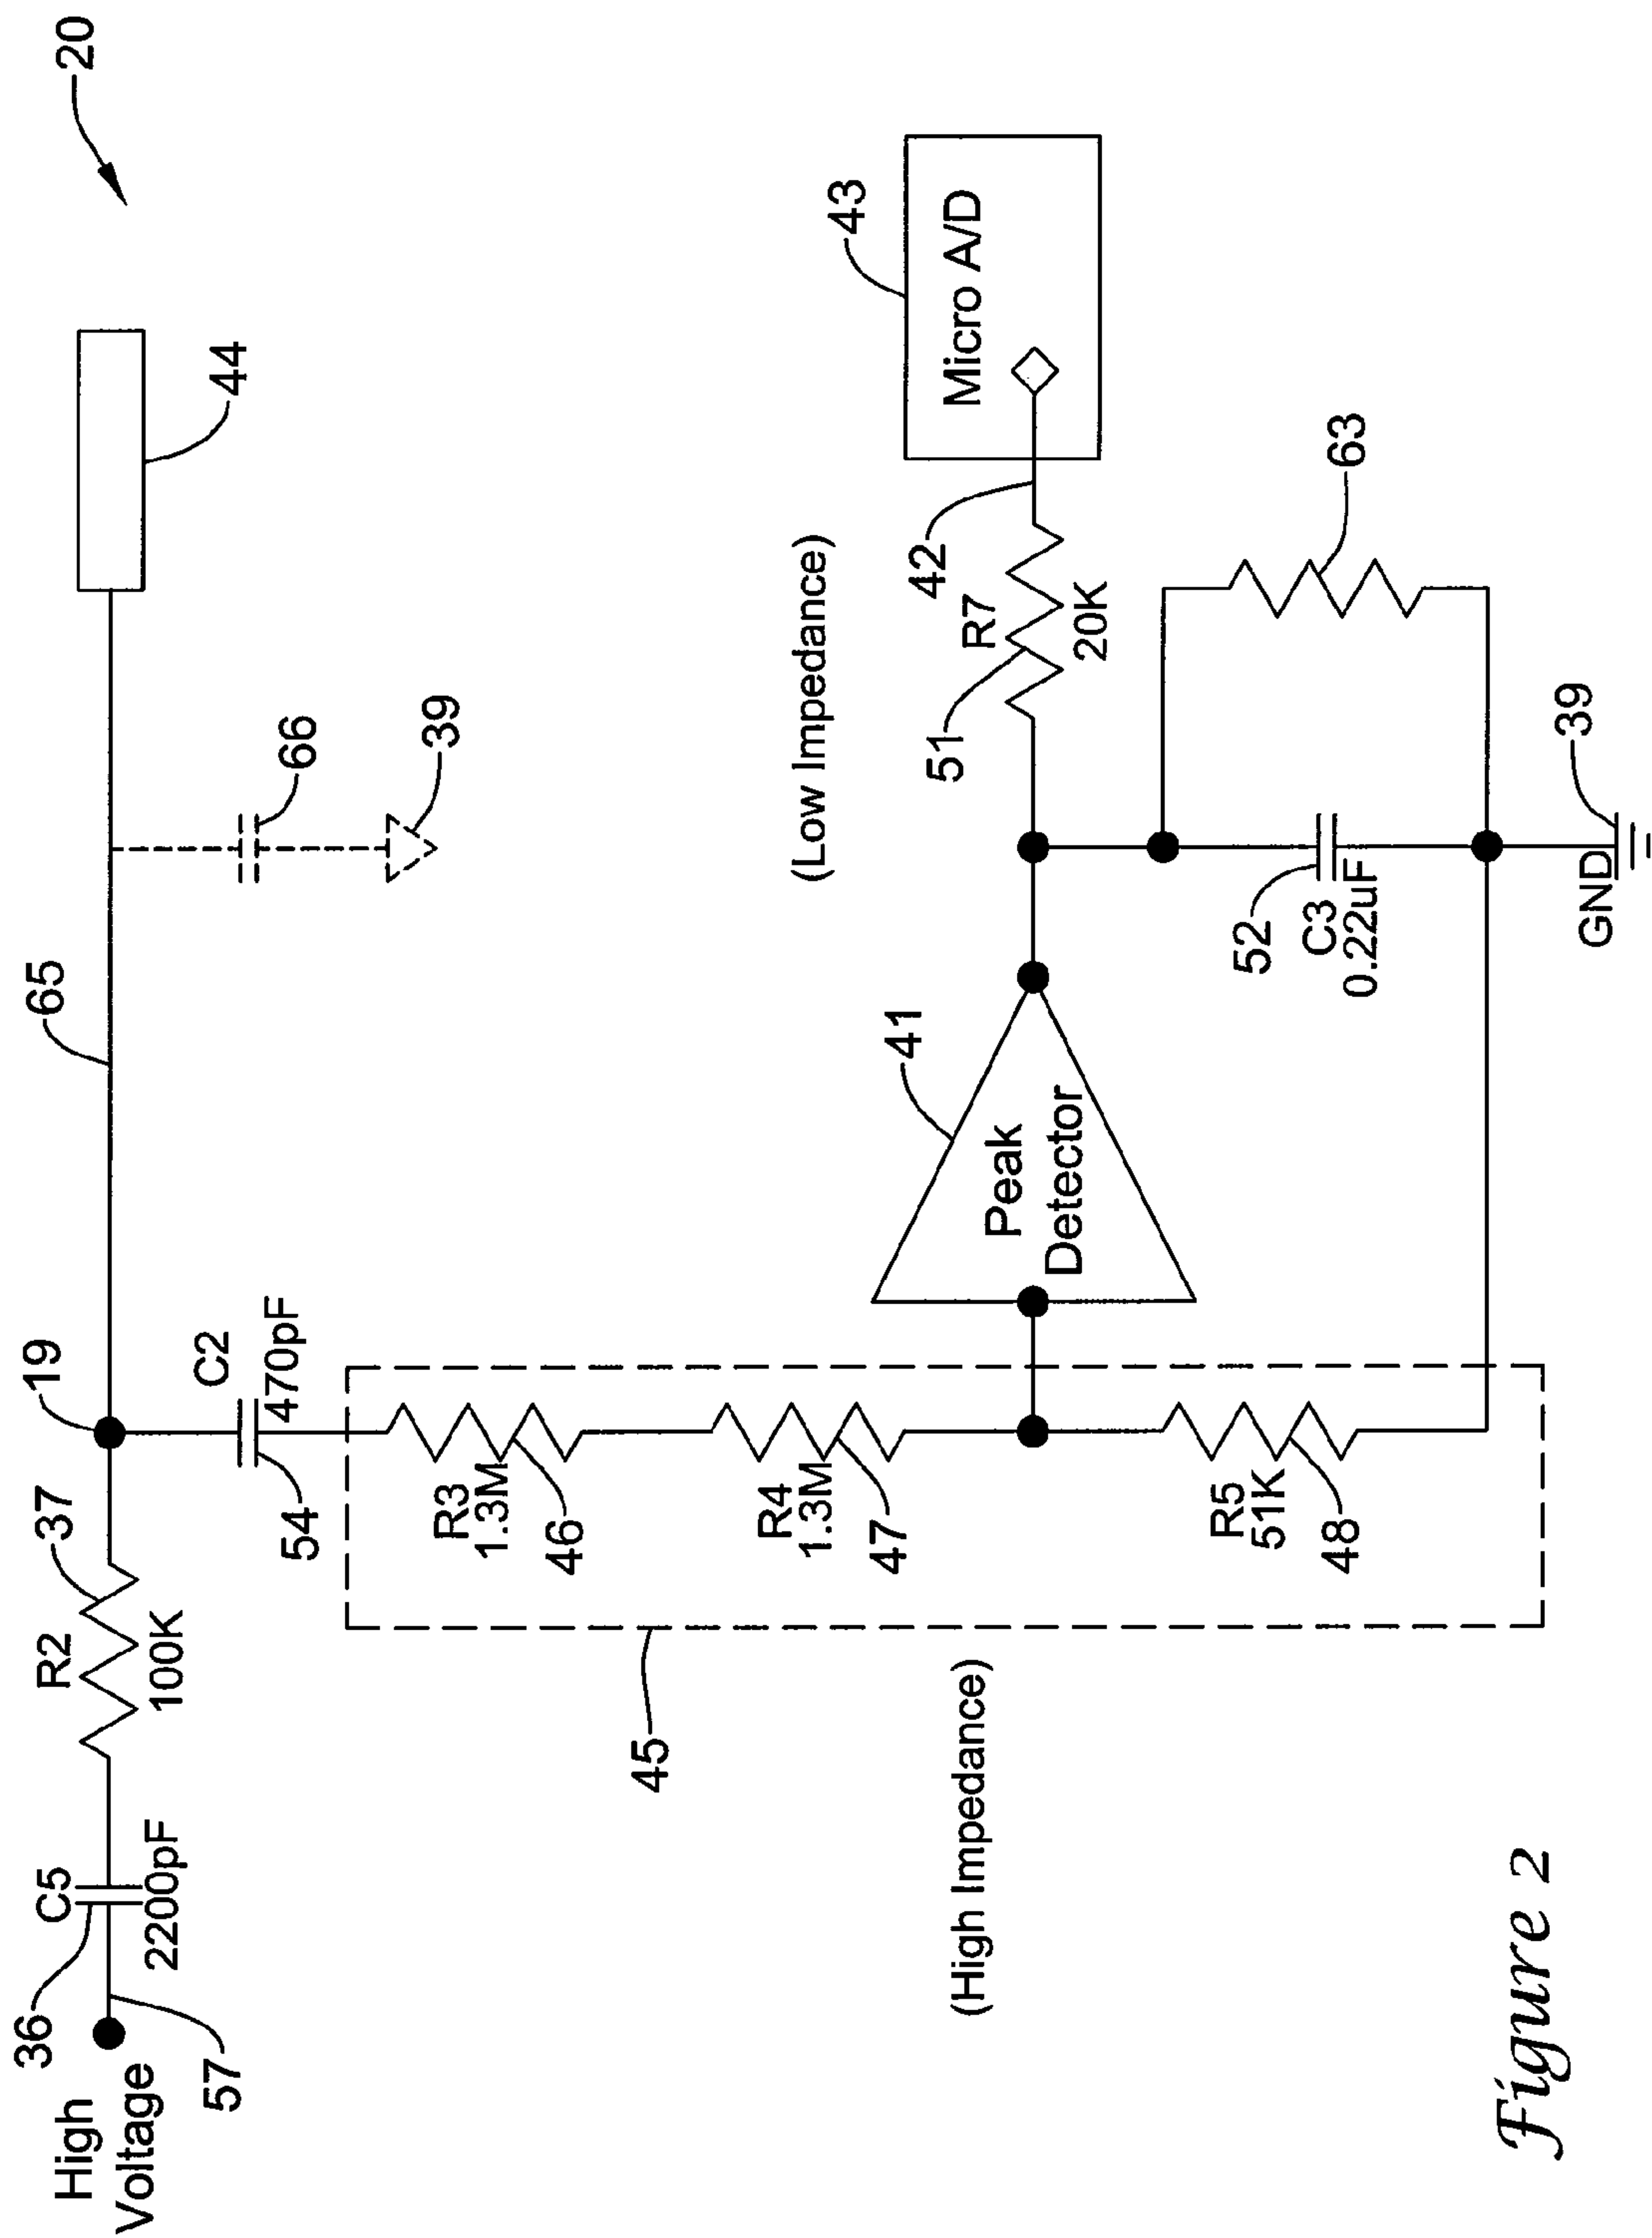 20
High
Voltage
57
36
C5
2200pF
R2
100K
37
19
65
44
66
39
C2
470pF
54
45
R3
1.3M
46
R4
1.3M
47
R5
51K
48
(High Impedance)
Peak
Detector
41
(Low Impedance)
51
R7
20K
42
Micro A/D
43
52
C3
0.22uF
63
GND
39
Figure 2